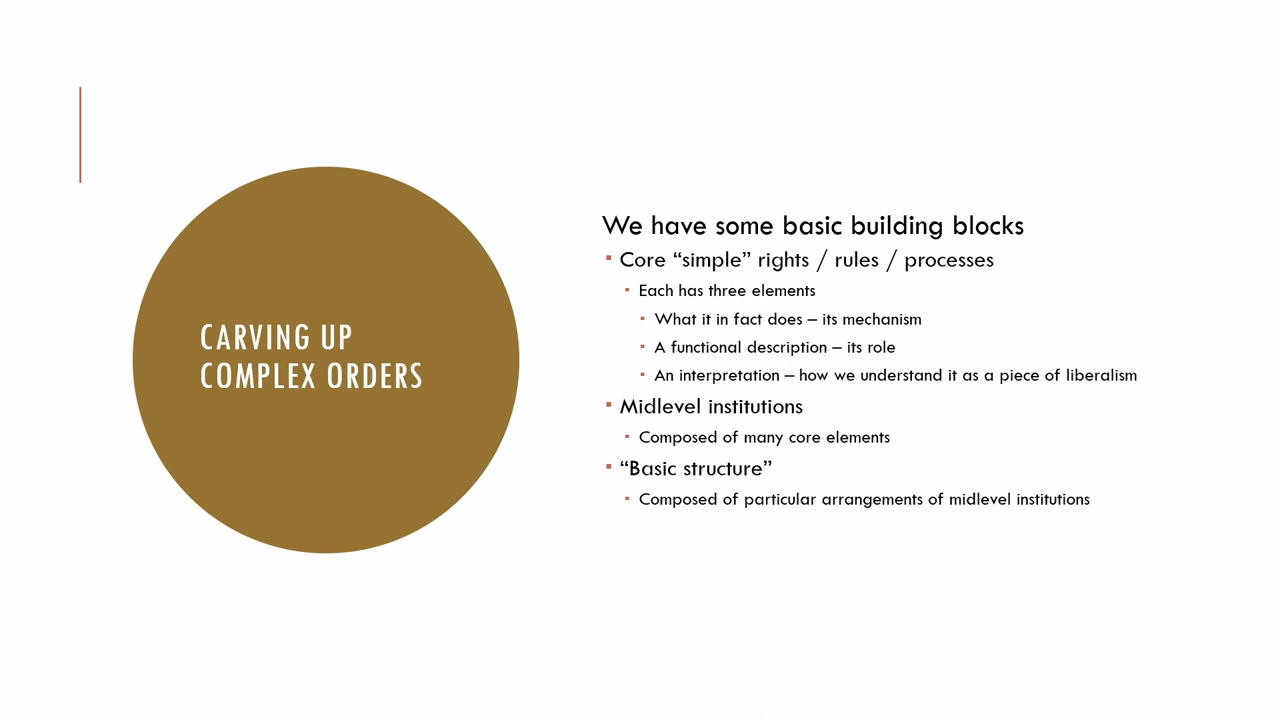 CARVING UP
COMPLEX ORDERS
We have some basic building blocks
▪ Core “simple” rights / rules / processes
▪ Each has three elements
▪ What it in fact does – its mechanism
▪ A functional description – its role
▪ An interpretation – how we understand it as a piece of liberalism
▪ Midlevel institutions
▪ Composed of many core elements
▪ “Basic structure”
▪ Composed of particular arrangements of midlevel institutions